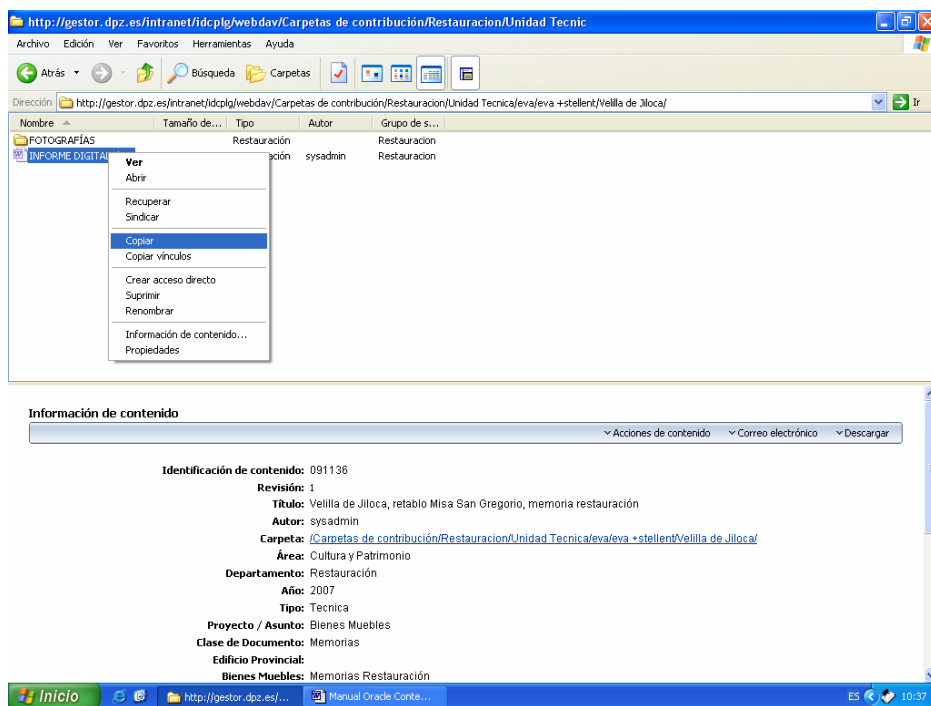 http://gestor.dpz.es/intranet/idcplg/webdav/Carpetas de contribución/Restauracion/Unidad Tecnic
Archivo Edición Ver Favoritos Herramientas Ayuda
Atrás Búsqueda Carpetas
Dirección http://gestor.dpz.es/intranet/idcplg/webdav/Carpetas de contribución/Restauracion/Unidad Tecnica/eva/eva +stellent/Velilla de Jiloca/ Ir
Nombre Tamaño de... Tipo Autor Grupo de s...
FOTOGRAFÍAS Restauración Restauracion
INFORME DIGITAL sysadmin Restauracion
Ver
Abrir
Recuperar
Sindicar
Copiar
Copiar vínculos
Crear acceso directo
Suprimir
Renombrar
Información de contenido...
Propiedades
Información de contenido
Acciones de contenido Correo electrónico Descargar
Identificación de contenido: 091136
Revisión: 1
Título: Velilla de Jiloca, retablo Misa San Gregorio, memoria restauración
Autor: sysadmin
Carpeta: /Carpetas de contribución/Restauracion/Unidad Tecnica/eva/eva +stellent/Velilla de Jiloca/
Área: Cultura y Patrimonio
Departamento: Restauración
Año: 2007
Tipo: Tecnica
Proyecto / Asunto: Bienes Muebles
Clase de Documento: Memorias
Edificio Provincial:
Bienes Muebles: Memorias Restauración
Inicio http://gestor.dpz.es/... Manual Oracle Conte... ES 10:37